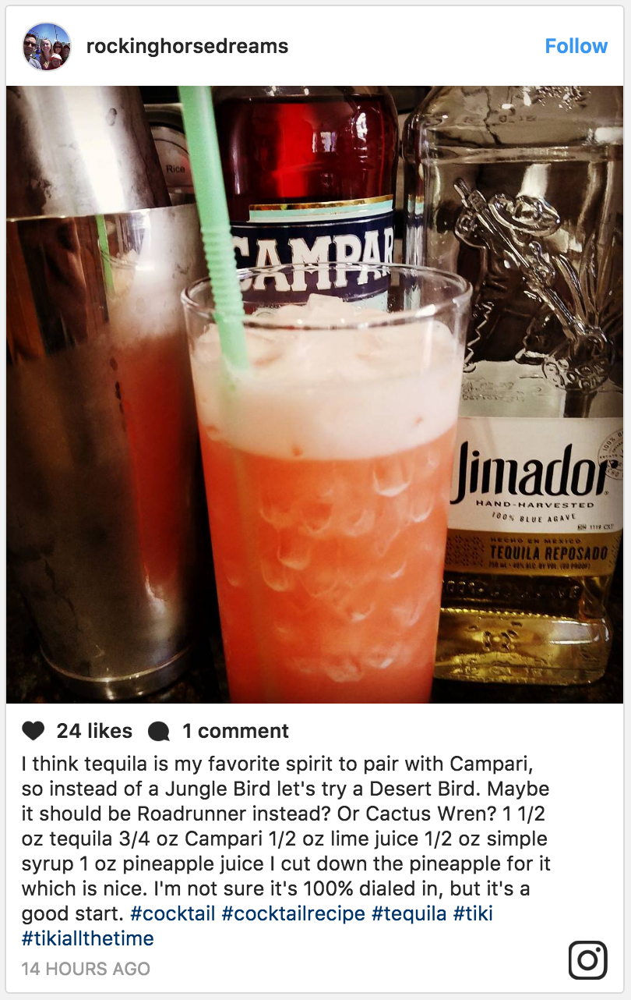 rockinghorsedreams
Follow
Rice
CAMPAR
Jimador
HAND-HARVESTED
100% BLUE AGAVE
HECHO EN MEXICO
TEQUILA REPOSADO
24 likes 1 comment
I think tequila is my favorite spirit to pair with Campari,
so instead of a Jungle Bird let's try a Desert Bird. Maybe
it should be Roadrunner instead? Or Cactus Wren? 1 1/2
oz tequila 3/4 oz Campari 1/2 oz lime juice 1/2 oz simple
syrup 1 oz pineapple juice I cut down the pineapple for it
which is nice. I'm not sure it's 100% dialed in, but it's a
good start. #cocktail #cocktailrecipe #tequila #tiki
#tikiallthetime
14 HOURS AGO